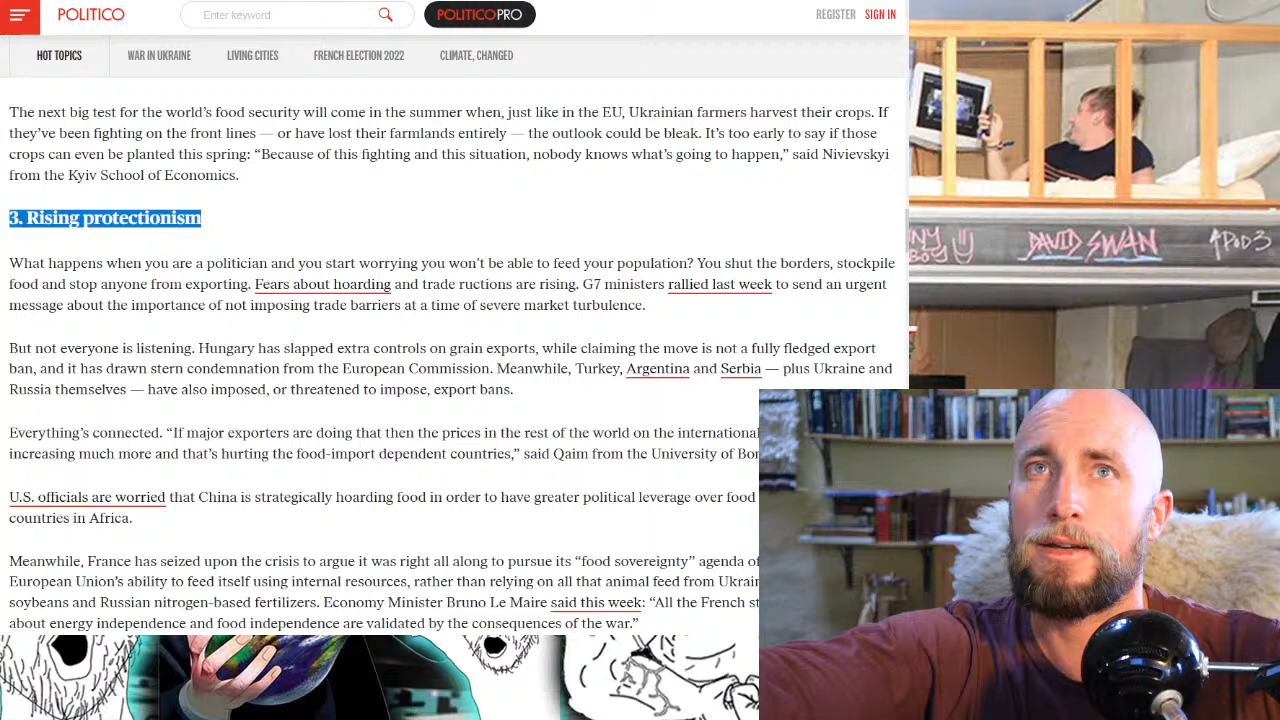 POLITICO
Enter keyword
POLITICOPRO
REGISTER SIGN IN
HOT TOPICS WAR IN UKRAINE LIVING CITIES FRENCH ELECTION 2022 CLIMATE, CHANGED
The next big test for the world’s food security will come in the summer when, just like in the EU, Ukrainian farmers harvest their crops. If
they’ve been fighting on the front lines — or have lost their farmlands entirely — the outlook could be bleak. It’s too early to say if those
crops can even be planted this spring: “Because of this fighting and this situation, nobody knows what’s going to happen,” said Nivievskyi
from the Kyiv School of Economics.
3. Rising protectionism
What happens when you are a politician and you start worrying you won’t be able to feed your population? You shut the borders, stockpile
food and stop anyone from exporting. Fears about hoarding and trade ructions are rising. G7 ministers rallied last week to send an urgent
message about the importance of not imposing trade barriers at a time of severe market turbulence.
But not everyone is listening. Hungary has slapped extra controls on grain exports, while claiming the move is not a fully fledged export
ban, and it has drawn stern condemnation from the European Commission. Meanwhile, Turkey, Argentina and Serbia — plus Ukraine and
Russia themselves — have also imposed, or threatened to impose, export bans.
Everything’s connected. “If major exporters are doing that then the prices in the rest of the world on the international
increasing much more and that’s hurting the food-import dependent countries,” said Qaim from the University of Bon
U.S. officials are worried that China is strategically hoarding food in order to have greater political leverage over food
countries in Africa.
Meanwhile, France has seized upon the crisis to argue it was right all along to pursue its “food sovereignty” agenda of
European Union’s ability to feed itself using internal resources, rather than relying on all that animal feed from Ukrai
soybeans and Russian nitrogen-based fertilizers. Economy Minister Bruno Le Maire said this week: “All the French st
about energy independence and food independence are validated by the consequences of the war.”
DAVID SWAN
POD3